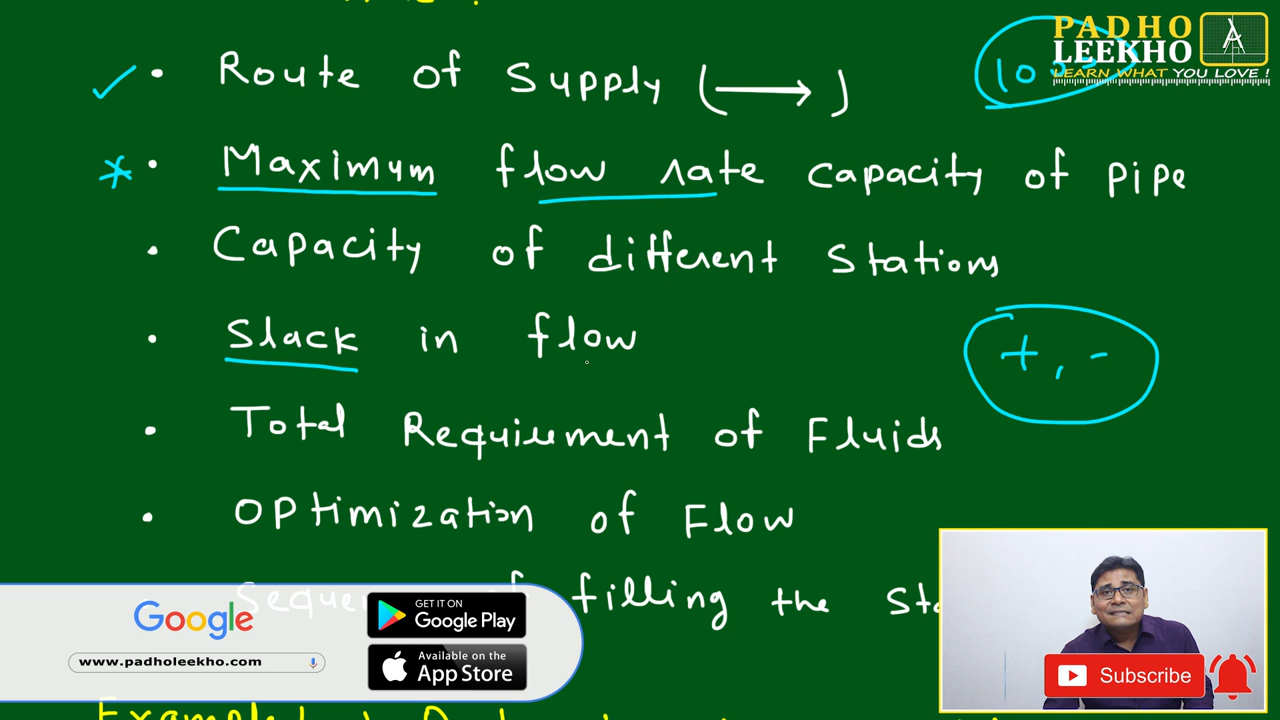 PADHO
LEEKHO
LEARN WHAT YOU LOVE !
• Route of Supply (→)
* • Maximum flow rate capacity of pipe
• Capacity of different Stations
• Slack in flow
+, -
• Total Requirement of Fluids
• Optimization of Flow
filling the
Google
www.padholeekho.com
GET IT ON
Google Play
Available on the
App Store
Subscribe